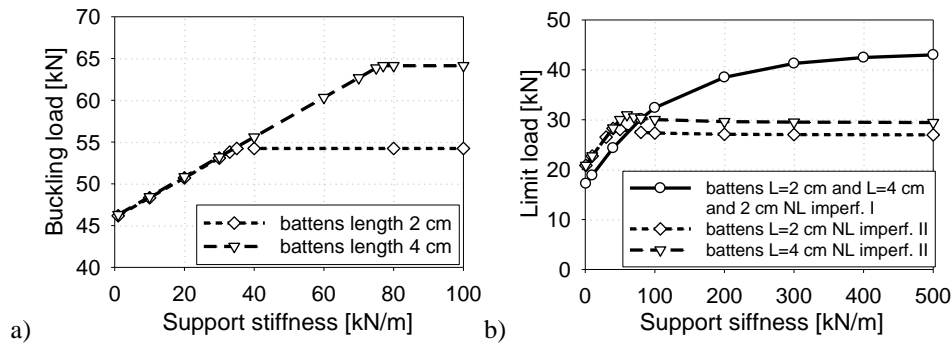 70
65
60
55
50
45
40
Buckling load [kN]
battens length 2 cm
battens length 4 cm
0 20 40 60 80 100
Support stiffness [kN/m]
a)
50
40
30
20
10
0
Limit load [kN]
battens L=2 cm and L=4 cm
and 2 cm NL imperf. I
battens L=2 cm NL imperf. II
battens L=4 cm NL imperf. II
0 100 200 300 400 500
Support siffness [kN/m]
b)